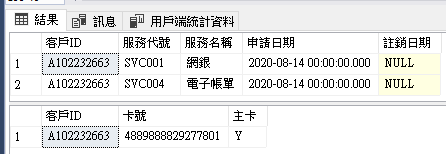 結果 訊息 用戶端統計資料
客戶ID 服務代號 服務名稱 申請日期 註銷日期
1 A102232663 SVC001 網銀 2020-08-14 00:00:00.000 NULL
2 A102232663 SVC004 電子帳單 2020-08-14 00:00:00.000 NULL
客戶ID 卡號 主卡
1 A102232663 4889888829277801 Y